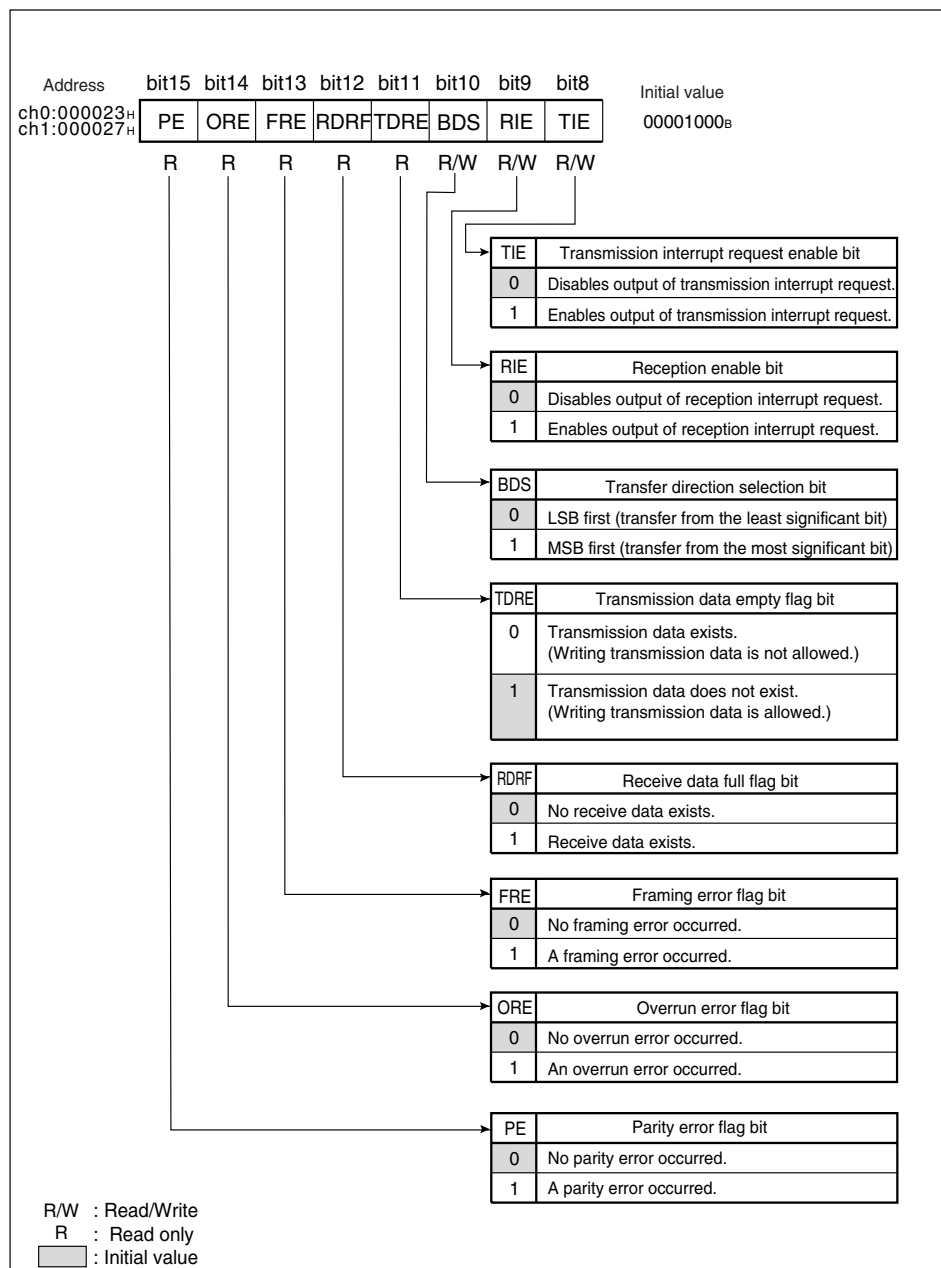 Address bit15 bit14 bit13 bit12 bit11 bit10 bit9 bit8 Initial value
ch0:000023H
ch1:000027H
PE ORE FRE RDRF TDRE BDS RIE TIE 00001000B
R R R R R R/W R/W R/W
TIE Transmission interrupt request enable bit
0 Disables output of transmission interrupt request.
1 Enables output of transmission interrupt request.
RIE Reception enable bit
0 Disables output of reception interrupt request.
1 Enables output of reception interrupt request.
BDS Transfer direction selection bit
0 LSB first (transfer from the least significant bit)
1 MSB first (transfer from the most significant bit)
TDRE Transmission data empty flag bit
0 Transmission data exists.
(Writing transmission data is not allowed.)
1 Transmission data does not exist.
(Writing transmission data is allowed.)
RDRF Receive data full flag bit
0 No receive data exists.
1 Receive data exists.
FRE Framing error flag bit
0 No framing error occurred.
1 A framing error occurred.
ORE Overrun error flag bit
0 No overrun error occurred.
1 An overrun error occurred.
PE Parity error flag bit
0 No parity error occurred.
1 A parity error occurred.
R/W : Read/Write
R : Read only
: Initial value